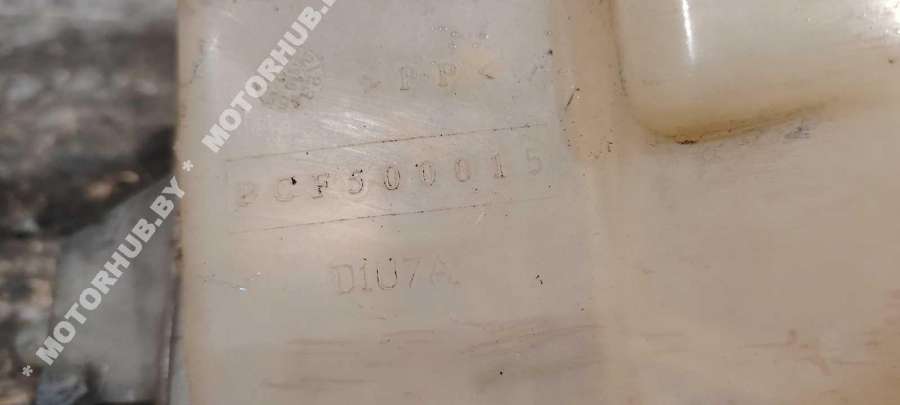 * MOTORHUB.BY * MOTORHUB.BY *
> P P <
PCF500015
D1U7A